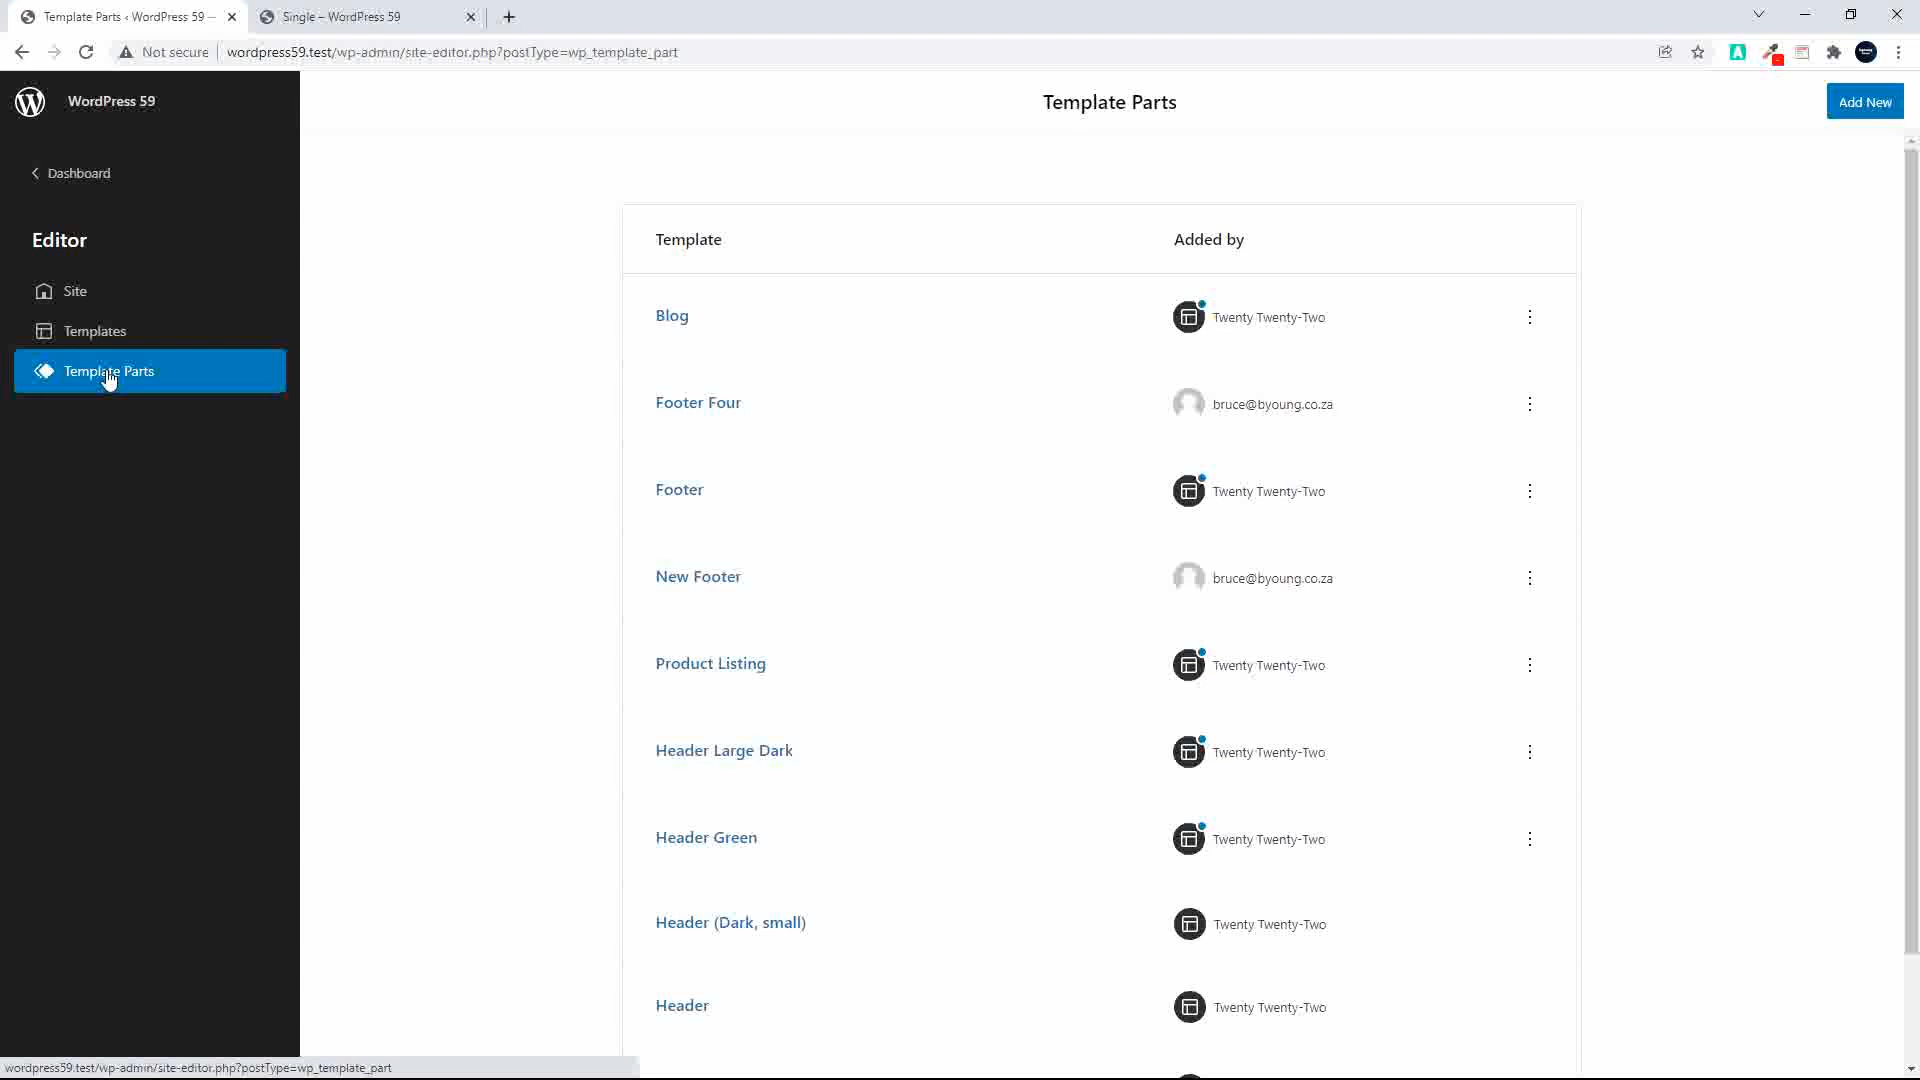 Template Parts ‹ WordPress 59 —
Single – WordPress 59
Not secure
wordpress59.test/wp-admin/site-editor.php?postType=wp_template_part
WordPress 59
Template Parts
Add New
Dashboard
Editor
Site
Templates
Template Parts
Template
Added by
Blog
Twenty Twenty-Two
Footer Four
bruce@byoung.co.za
Footer
Twenty Twenty-Two
New Footer
bruce@byoung.co.za
Product Listing
Twenty Twenty-Two
Header Large Dark
Twenty Twenty-Two
Header Green
Twenty Twenty-Two
Header (Dark, small)
Twenty Twenty-Two
Header
Twenty Twenty-Two
wordpress59.test/wp-admin/site-editor.php?postType=wp_template_part